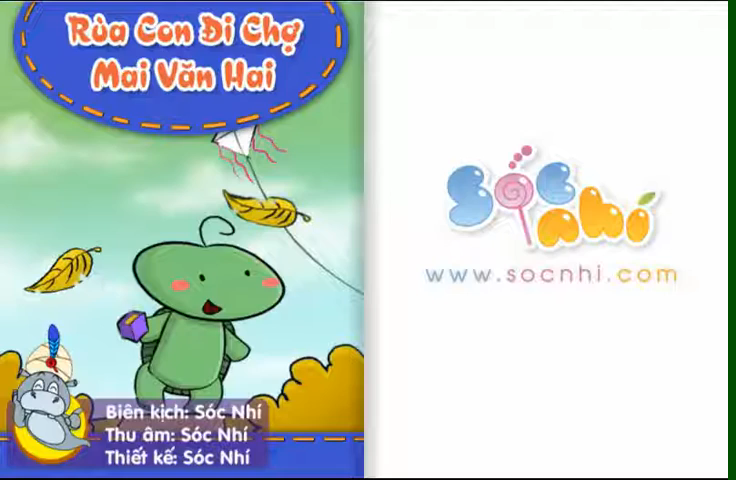 Rùa Con Đi Chợ
Mai Văn Hai
Biên kịch: Sóc Nhí
Thu âm: Sóc Nhí
Thiết kế: Sóc Nhí
Sóc
nhí
www.socnhi.com